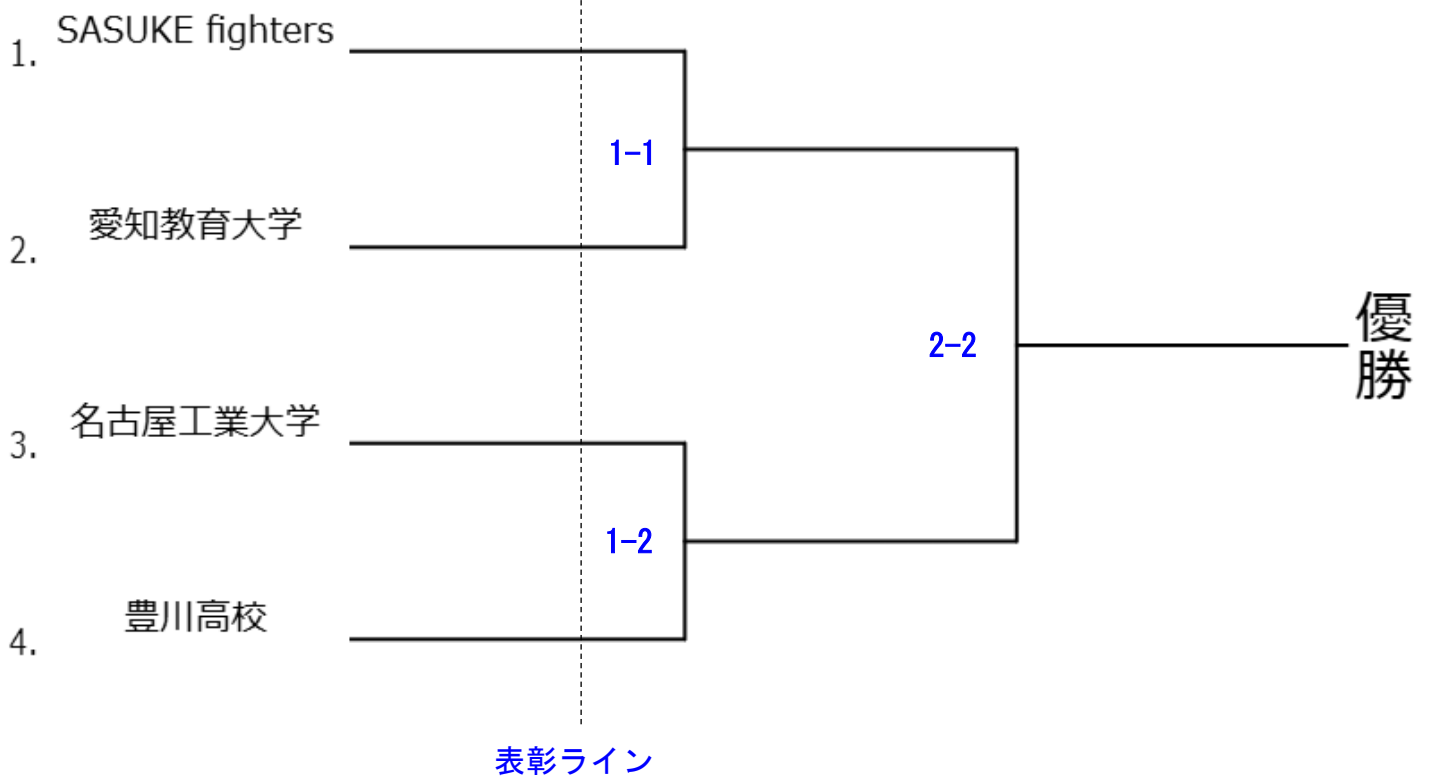 SASUKE fighters
1.
1-1
愛知教育大学
2.
2-2
優勝
名古屋工業大学
3.
1-2
豊川高校
4.
表彰ライン